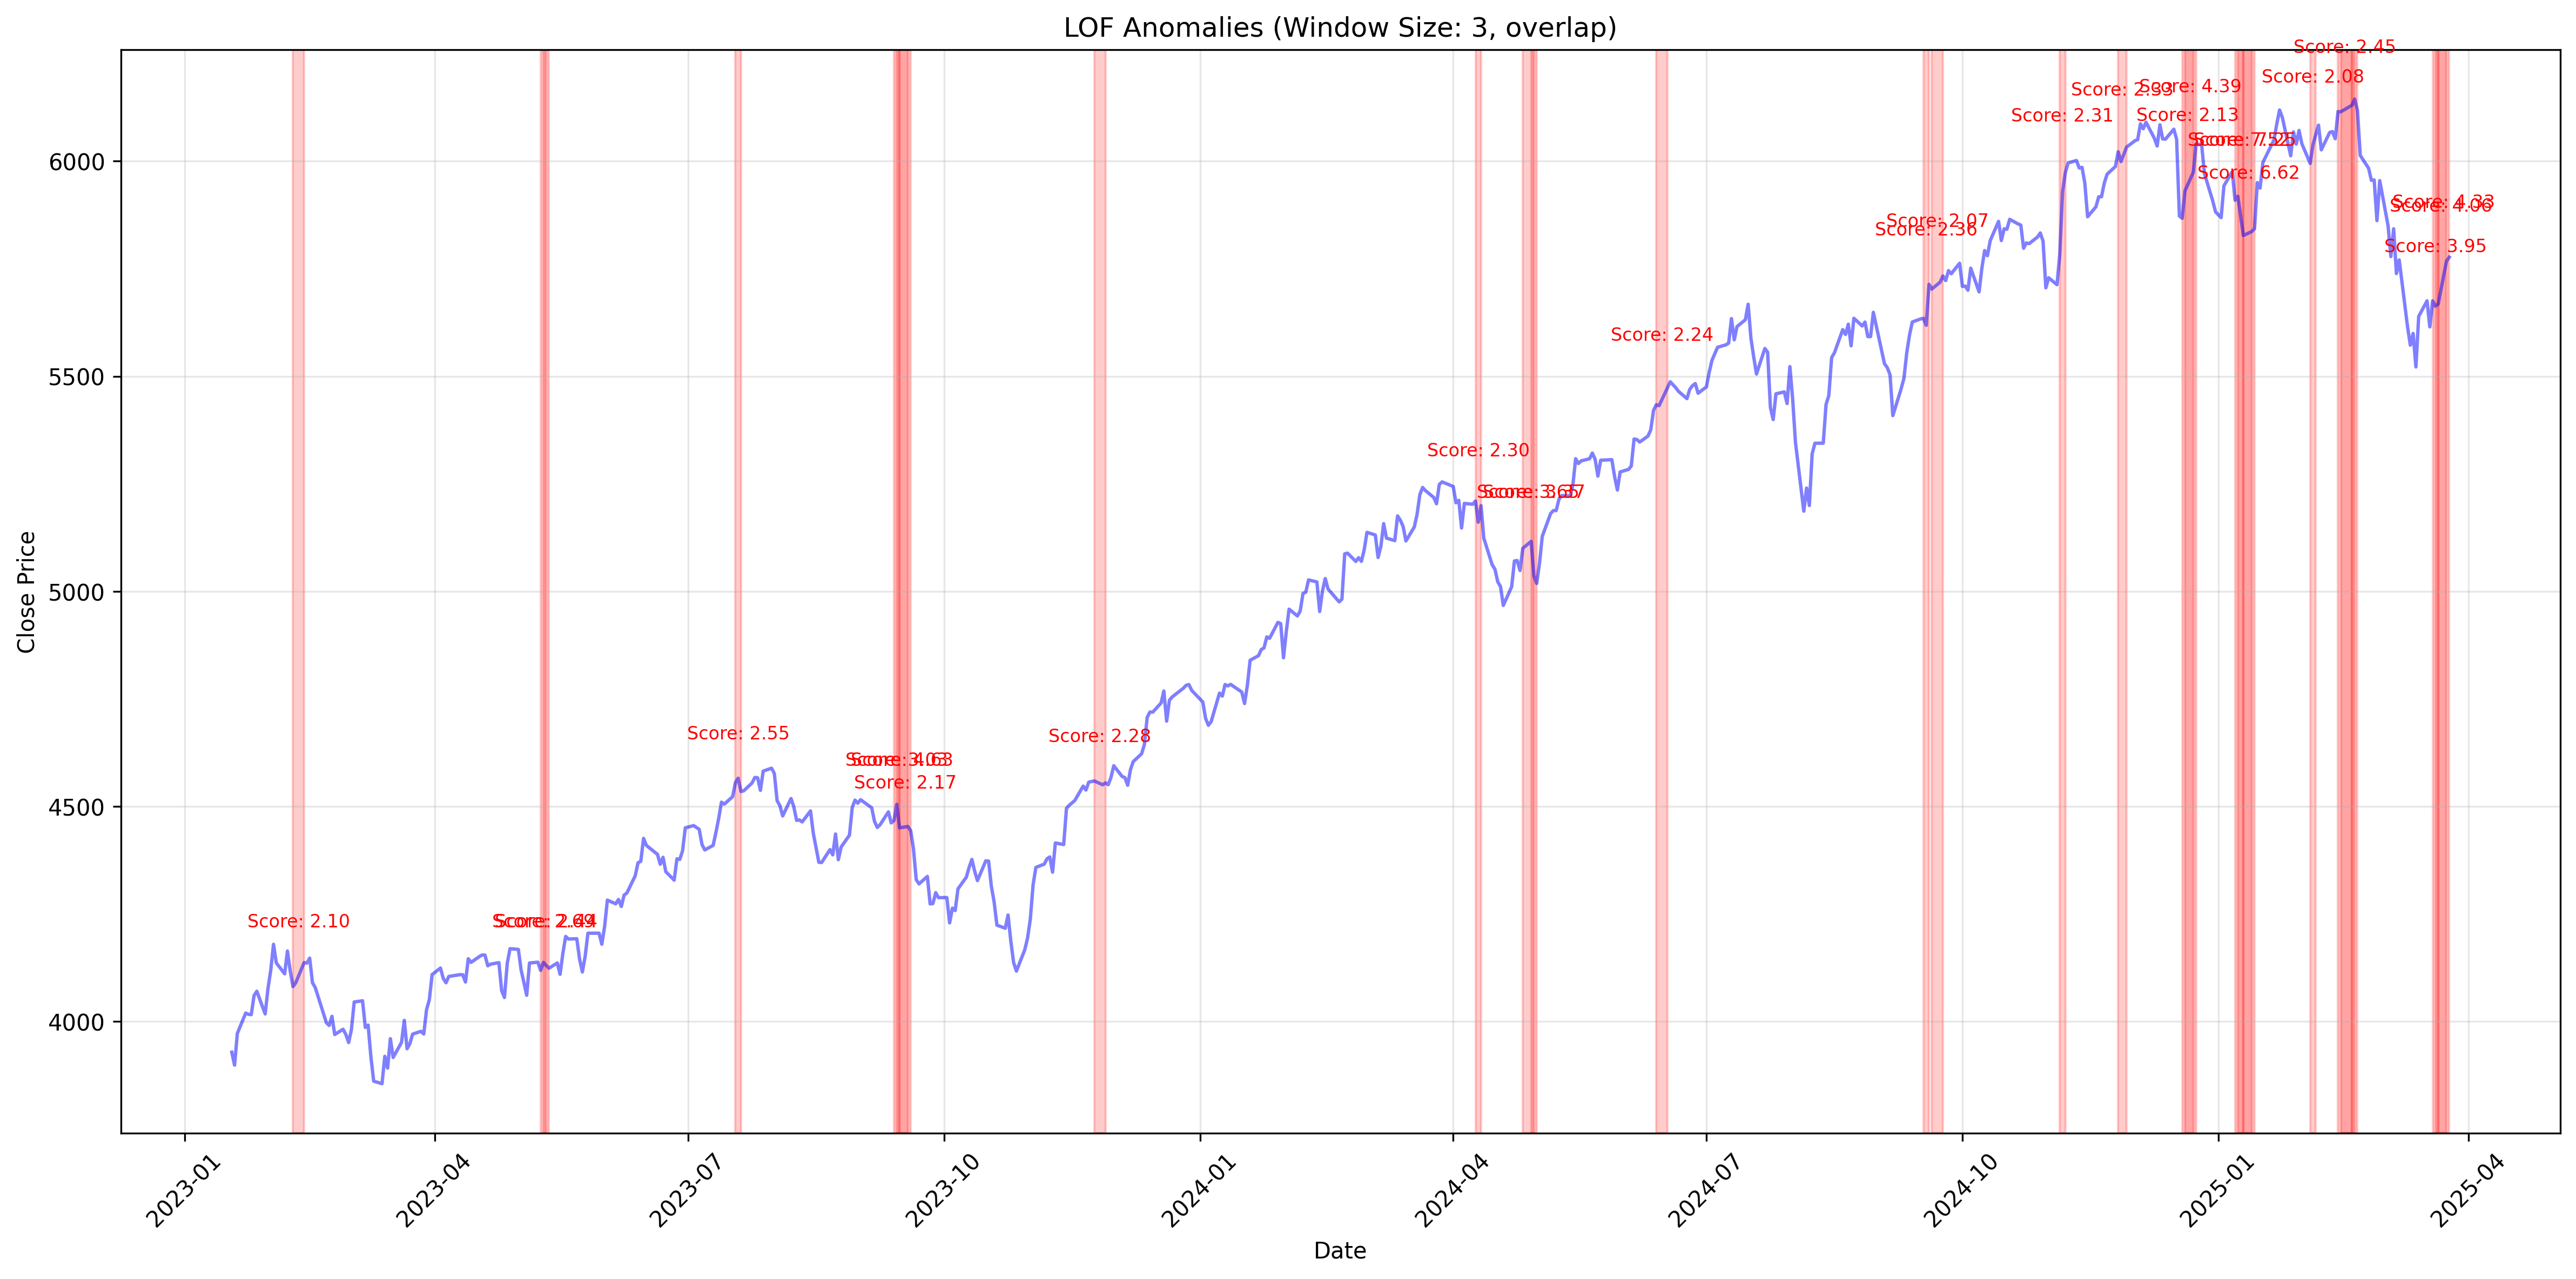 LOF Anomalies (Window Size: 3, overlap)
Score: 2.45
Score: 2.08
Score: 4.39
Score: 2.31
Score: 2.13
Score: 6.62
Score: 2.07
Score: 2.36
Score: 4.33
Score: 4.06
Score: 3.95
Score: 2.24
Score: 2.30
Score: 2.55
Score: 2.28
Score: 2.17
Score: 2.10
6000
5500
5000
4500
4000
Close Price
2023-01
2023-04
2023-07
2023-10
2024-01
2024-04
2024-07
2024-10
2025-01
2025-04
Date